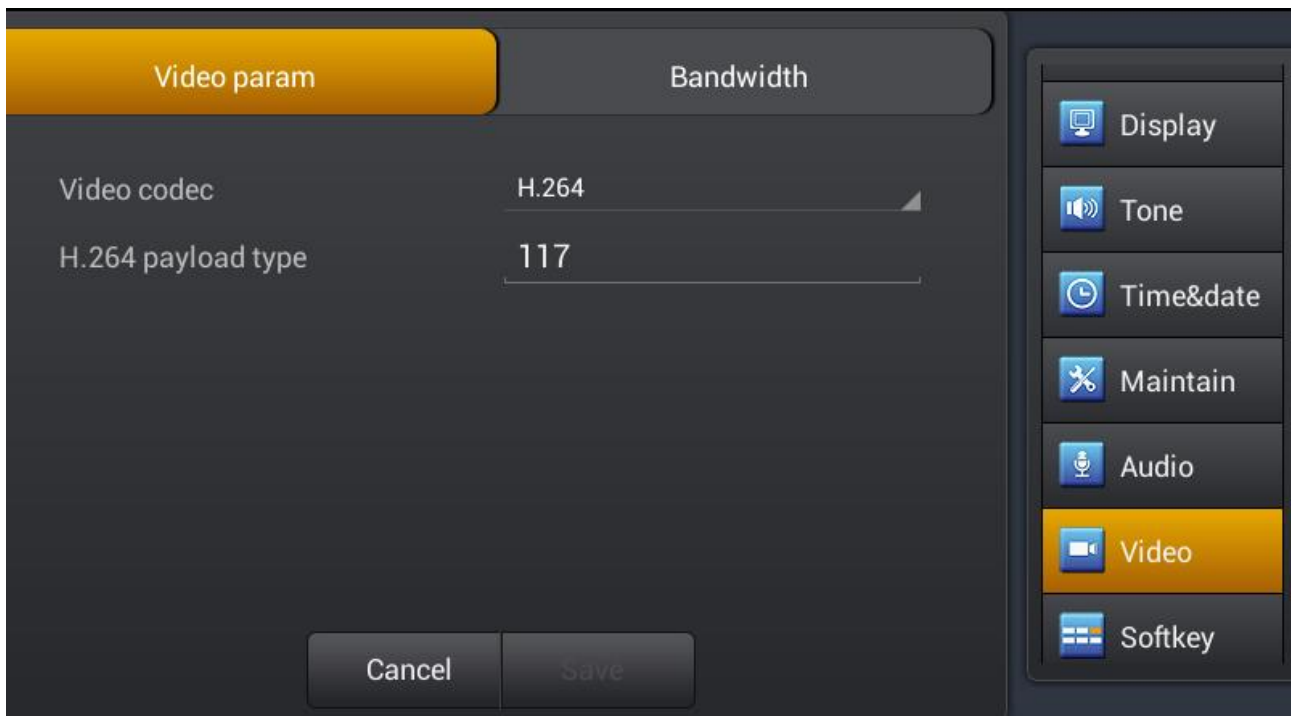 Video param
Bandwidth
Video codec
H.264
H.264 payload type
117
Cancel
Save
Display
Tone
Time&date
Maintain
Audio
Video
Softkey